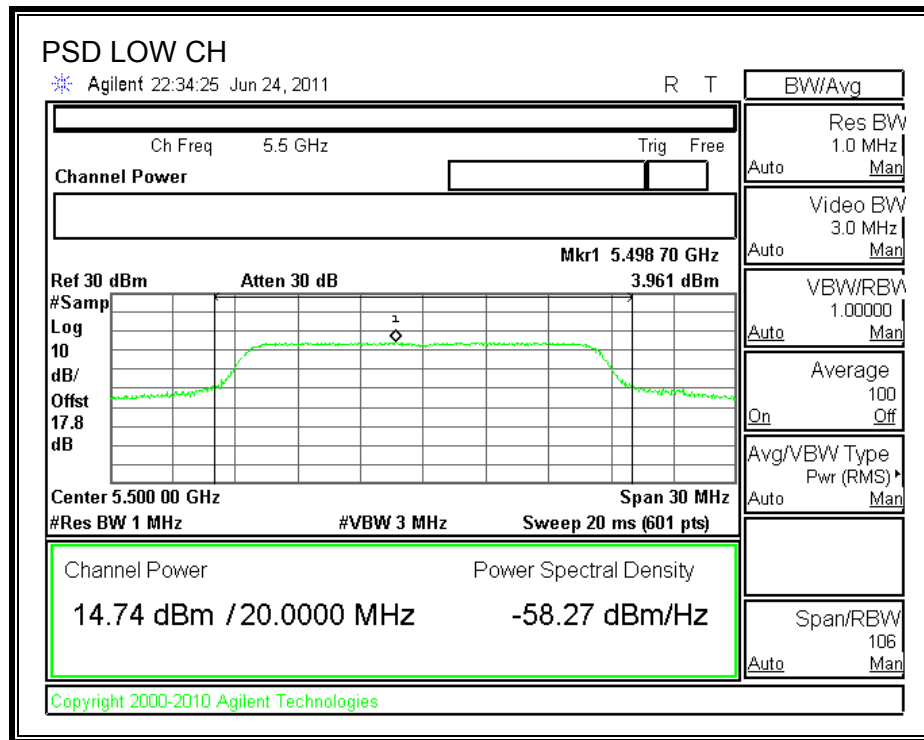 PSD LOW CH
Agilent 22:34:25 Jun 24, 2011 R T
Ch Freq 5.5 GHz Trig Free
Channel Power
Mkr1 5.498 70 GHz
Ref 30 dBm Atten 30 dB 3.961 dBm
#Samp
Log
10
dB/
Offst
17.8
dB
1
Center 5.500 00 GHz Span 30 MHz
#Res BW 1 MHz #VBW 3 MHz Sweep 20 ms (601 pts)
Channel Power Power Spectral Density
14.74 dBm / 20.0000 MHz -58.27 dBm/Hz
Copyright 2000-2010 Agilent Technologies
BW/Avg
Res BW
1.0 MHz
Auto Man
Video BW
3.0 MHz
Auto Man
VBW/RBW
1.00000
Auto Man
Average
100
On Off
Avg/VBW Type
Pwr (RMS)
Auto Man
Span/RBW
106
Auto Man